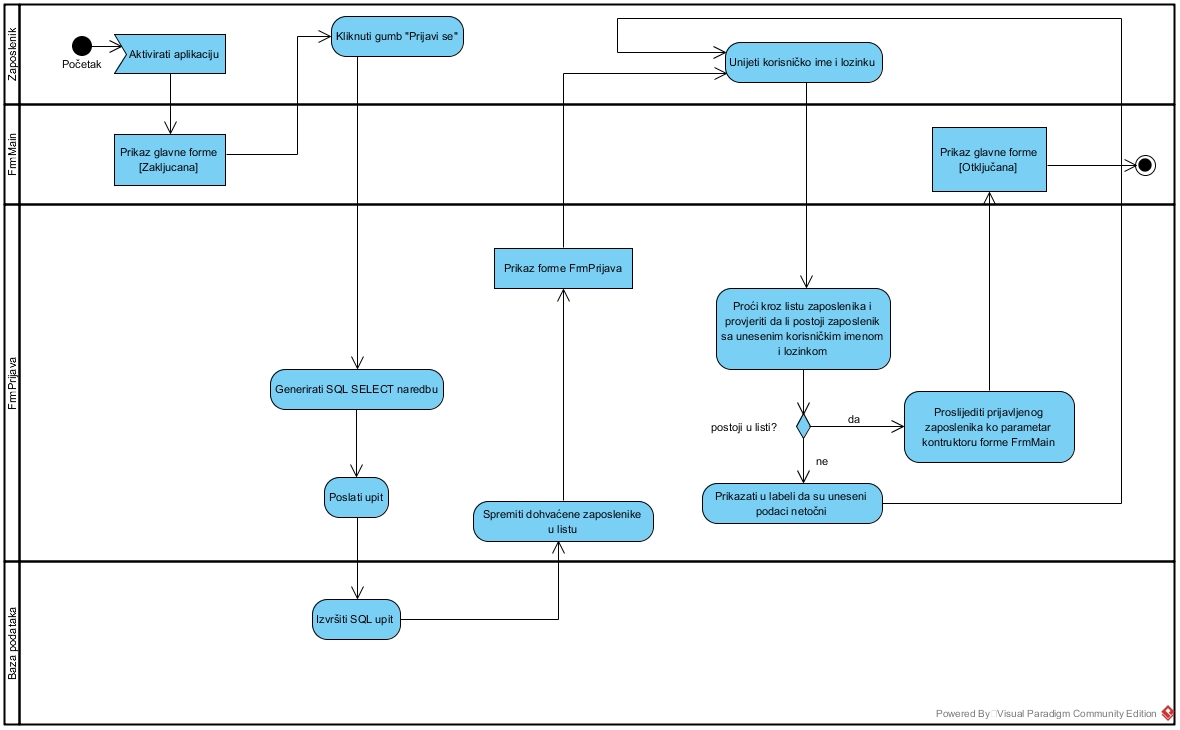 Zaposlenik
Početak
Aktivirati aplikaciju
Kliknuti gumb "Prijavi se"
Unijeti korisničko ime i lozinku
FrmMain
Prikaz glavne forme
[Zakljucana]
Prikaz glavne forme
[Otključana]
FrmPrijava
Prikaz forme FrmPrijava
Proći kroz listu zaposlenika i
provjeriti da li postoji zaposlenik
sa unesenim korisničkim imenom
i lozinkom
Generirati SQL SELECT naredbu
postoji u listi?
da
Proslijediti prijavljenog
zaposlenika ko parametar
kontruktoru forme FrmMain
ne
Poslati upit
Spremiti dohvaćene zaposlenike
u listu
Prikazati u labeli da su uneseni
podaci netočni
Baza podataka
Izvršiti SQL upit
Powered By Visual Paradigm Community Edition